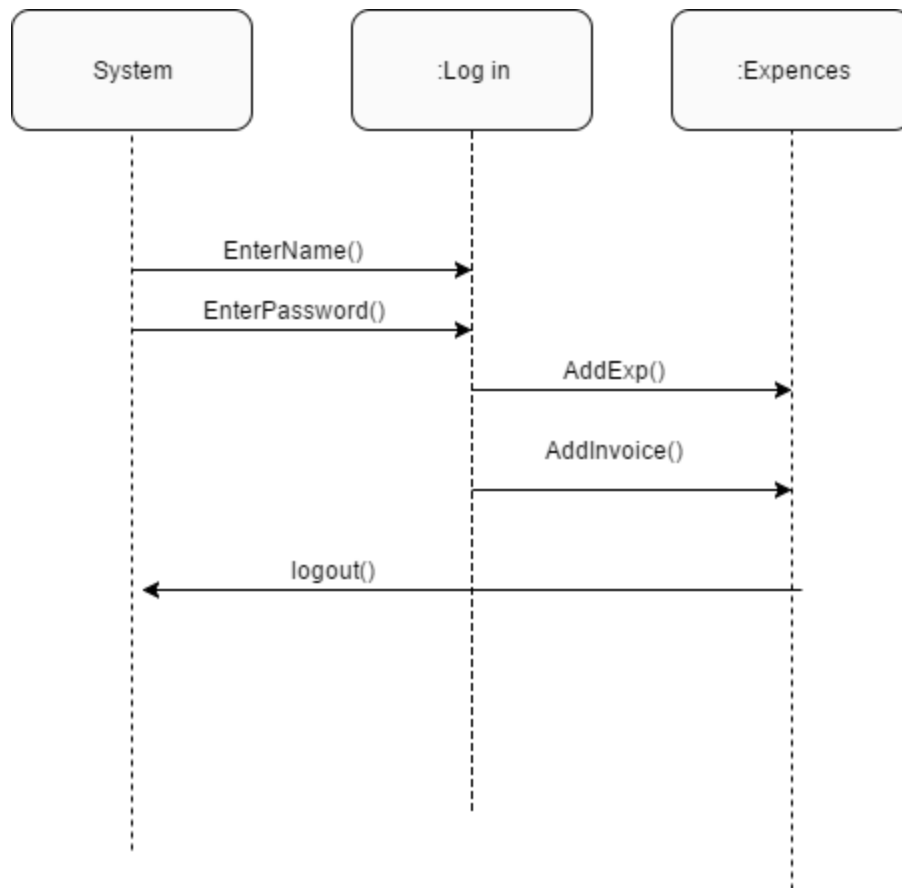 System
:Log in
:Expences
EnterName()
EnterPassword()
AddExp()
AddInvoice()
logout()